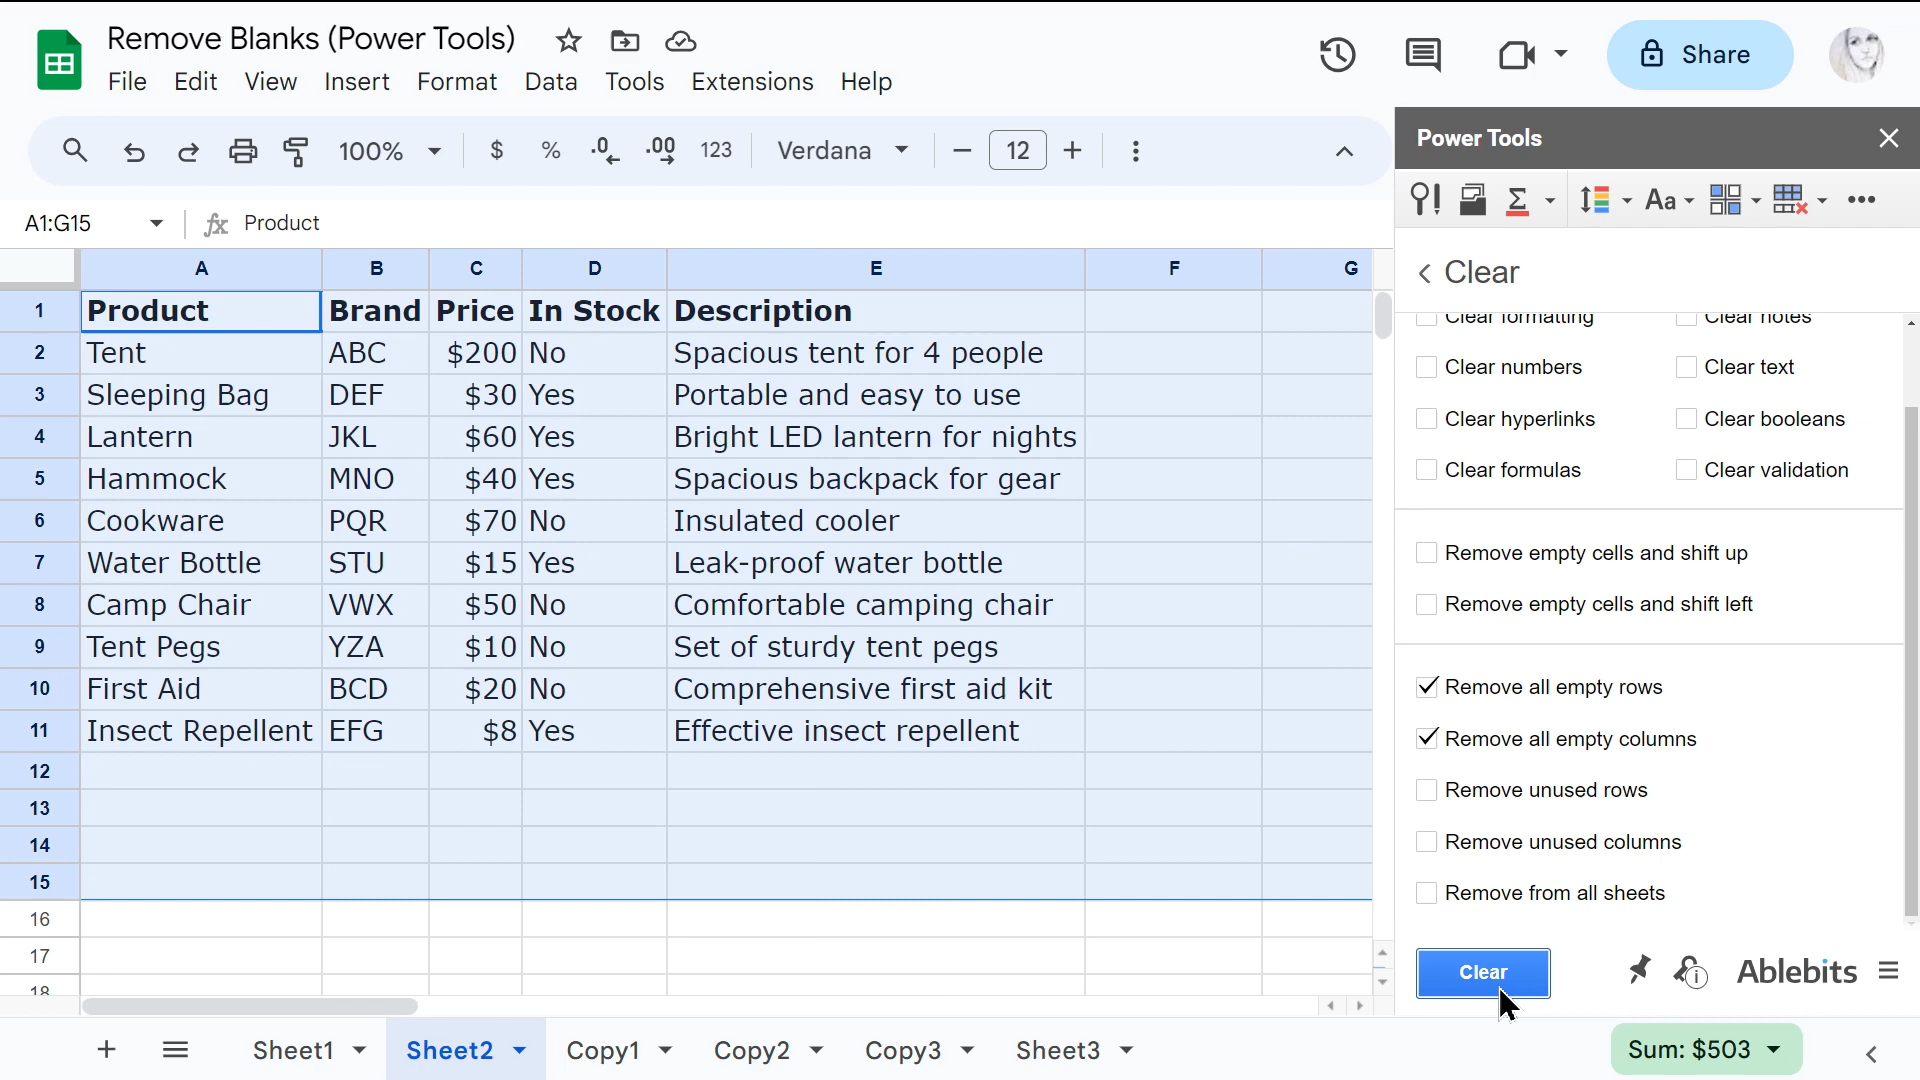 Remove Blanks (Power Tools)
File Edit View Insert Format Data Tools Extensions Help
Share
100% $ % .0 .00 123 Verdana 12
A1:G15 fx Product
A B C D E F G
1 Product Brand Price In Stock Description
2 Tent ABC $200 No Spacious tent for 4 people
3 Sleeping Bag DEF $30 Yes Portable and easy to use
4 Lantern JKL $60 Yes Bright LED lantern for nights
5 Hammock MNO $40 Yes Spacious backpack for gear
6 Cookware PQR $70 No Insulated cooler
7 Water Bottle STU $15 Yes Leak-proof water bottle
8 Camp Chair VWX $50 No Comfortable camping chair
9 Tent Pegs YZA $10 No Set of sturdy tent pegs
10 First Aid BCD $20 No Comprehensive first aid kit
11 Insect Repellent EFG $8 Yes Effective insect repellent
12
13
14
15
16
17
18
Power Tools
Σ Aa
Clear
Clear formatting Clear notes
Clear numbers Clear text
Clear hyperlinks Clear booleans
Clear formulas Clear validation
Remove empty cells and shift up
Remove empty cells and shift left
Remove all empty rows
Remove all empty columns
Remove unused rows
Remove unused columns
Remove from all sheets
Clear Ablebits
Sheet1 Sheet2 Copy1 Copy2 Copy3 Sheet3 Sum: $503